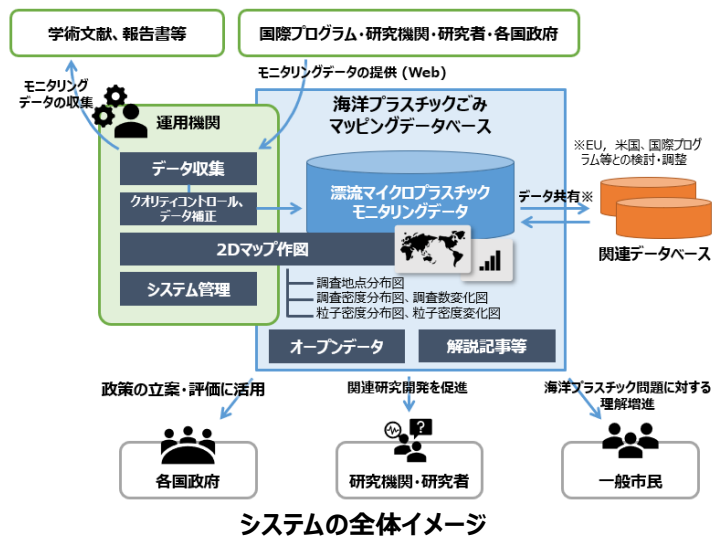 学術文献、報告書等
国際プログラム・研究機関・研究者・各国政府
モニタリング
データの収集
モニタリングデータの提供 (Web)
運用機関
海洋プラスチックごみ
マッピングデータベース
データ収集
クオリティコントロール、
データ補正
漂流マイクロプラスチック
モニタリングデータ
※EU，米国、国際プログ
ラム等との検討・調整
データ共有※
関連データベース
2Dマップ作図
システム管理
調査地点分布図
調査密度分布図、調査数変化図
粒子密度分布図、粒子密度変化図
オープンデータ
解説記事等
政策の立案・評価に活用
関連研究開発を促進
海洋プラスチック問題に対する
理解増進
?
各国政府
研究機関・研究者
一般市民
システムの全体イメージ